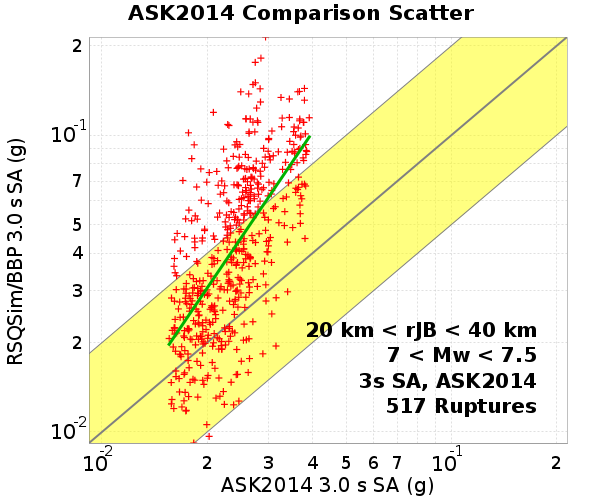 ASK2014 Comparison Scatter
RSQSim/BBP 3.0 s SA (g)
2
10-1
7
5
4
3
2
10-2
20 km < rJB < 40 km
7 < Mw < 7.5
3s SA, ASK2014
517 Ruptures
10-2 2 3 4 5 6 7 10-1 2
ASK2014 3.0 s SA (g)